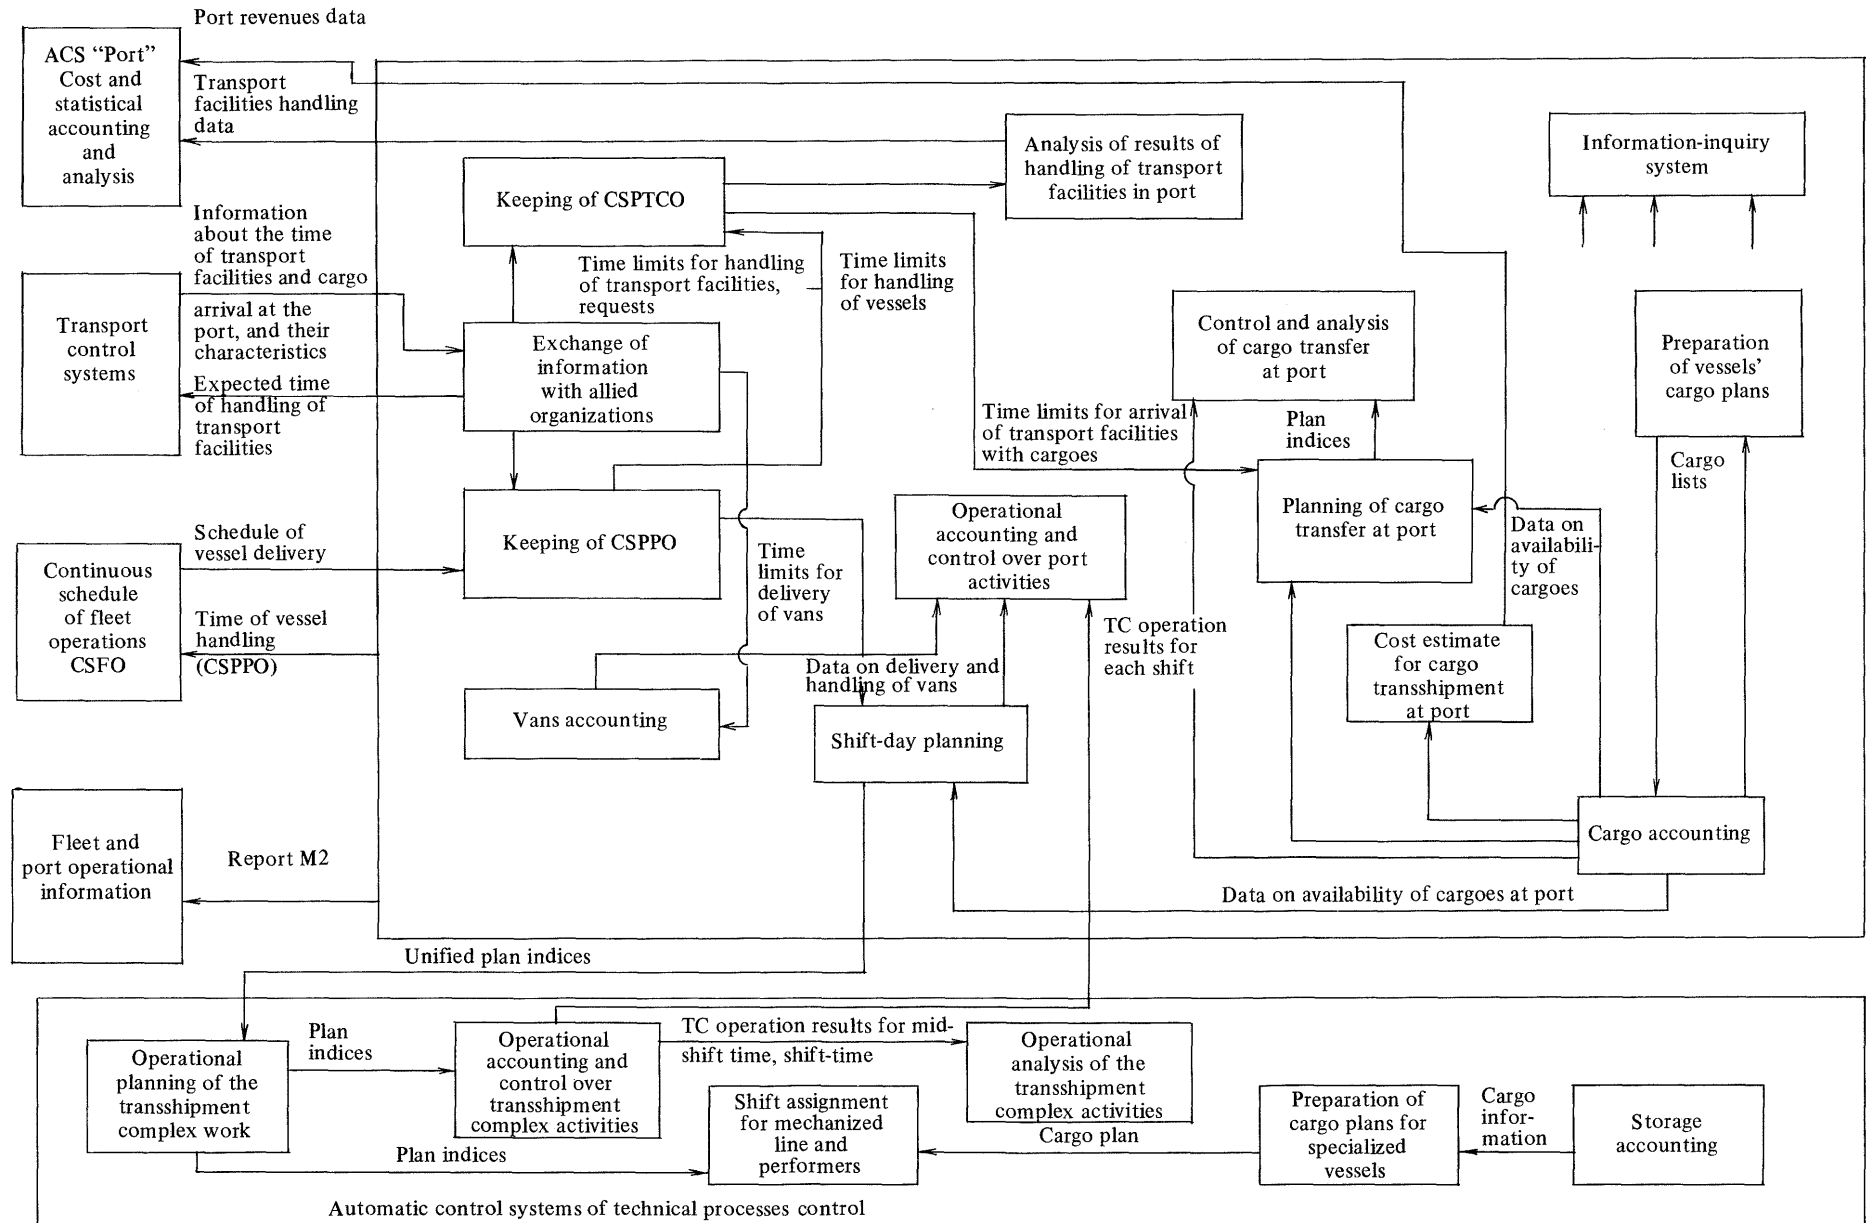 Port revenues data
ACS “Port”
Cost and
statistical
accounting
and
analysis
Transport
facilities handling
data
Information
about the time
of transport
facilities and cargo
arrival at the
port, and their
characteristics
Transport
control
systems
Expected time
of handling of
transport
facilities
Schedule of
vessel delivery
Continuous
schedule
of fleet
operations
CSFO
Time of vessel
handling
(CSPPO)
Fleet and
port operational
information
Report M2
Keeping of CSPTCO
Time limits for handling
of transport facilities,
requests
Time limits
for handling
of vessels
Exchange of
information
with allied
organizations
Keeping of CSPPO
Time
limits for
delivery
of vans
Vans accounting
Data on delivery and
handling of vans
Shift-day planning
Operational
accounting and
control over port
activities
Analysis of results of
handling of transport
facilities in port
Information-inquiry
system
Control and analysis
of cargo transfer
at port
Time limits for arrival
of transport facilities
with cargoes
Plan
indices
Planning of cargo
transfer at port
Preparation
of vessels’
cargo plans
Cargo
lists
Data on
availabili-
ty of
cargoes
TC operation
results for
each shift
Cost estimate
for cargo
transshipment
at port
Cargo accounting
Data on availability of cargoes at port
Unified plan indices
Operational
planning of the
transshipment
complex work
Plan
indices
Operational
accounting and
control over
transshipment
complex activities
TC operation results for mid-
shift time, shift-time
Operational
analysis of the
transshipment
complex activities
Plan indices
Shift assignment
for mechanized
line and
performers
Cargo plan
Preparation of
cargo plans for
specialized
vessels
Cargo
infor-
mation
Storage
accounting
Automatic control systems of technical processes control